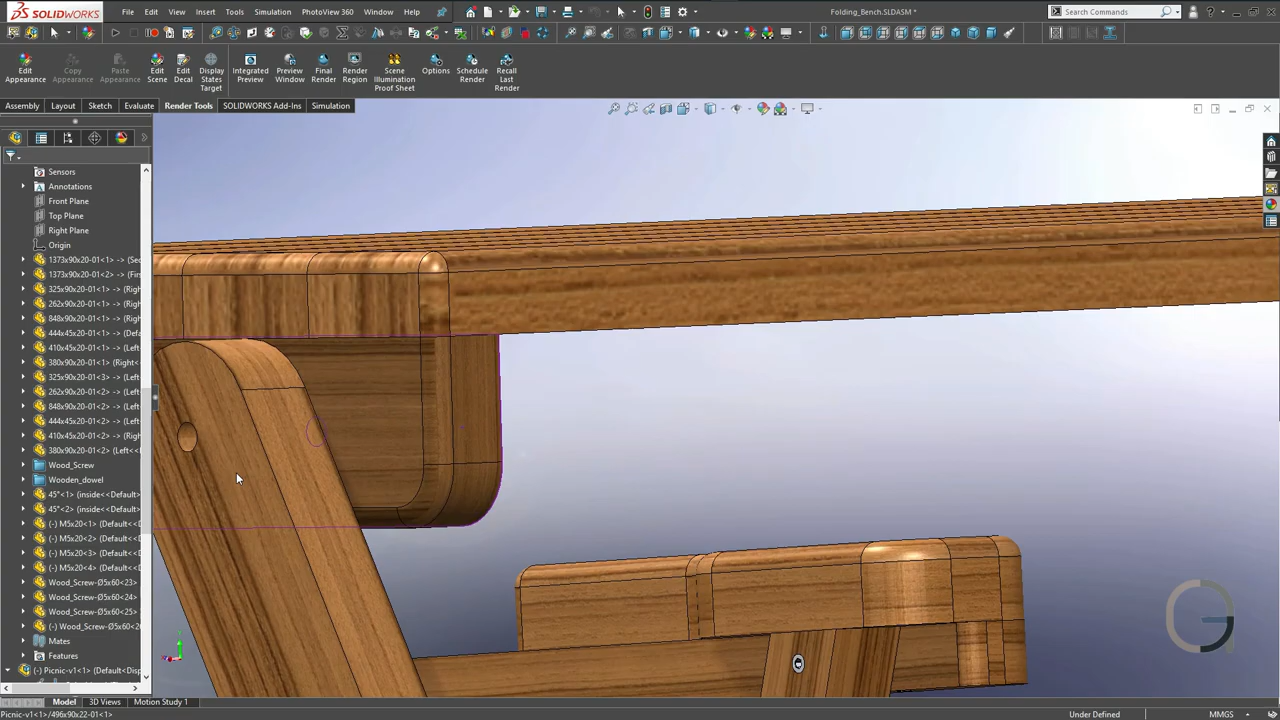 SOLIDWORKS File Edit View Insert Tools Simulation PhotoView 360 Window Help Folding_Bench.SLDASM * Search Commands
Edit Appearance
Copy Appearance
Paste Appearance
Edit Scene
Edit Decal
Display States Target
Integrated Preview
Preview Window
Final Render
Render Region
Scene Illumination Proof Sheet
Options
Schedule Render
Recall Last Render
Assembly Layout Sketch Evaluate Render Tools SOLIDWORKS Add-Ins Simulation
Sensors
Annotations
Front Plane
Top Plane
Right Plane
Origin
1373x90x20-01<1> -> (Sec
1373x90x20-01<2> -> (Fin
325x90x20-01<1> -> (Right
262x90x20-01<1> -> (Right
848x90x20-01<1> -> (Right
444x45x20-01<1> -> (Defa
410x45x20-01<1> -> (Left
380x90x20-01<1> (Right<
325x90x20-01<3> -> (Left
262x90x20-01<2> -> (Left
848x90x20-01<2> -> (Left
444x45x20-01<2> -> (Left
410x45x20-01<2> -> (Righ
380x90x20-01<2> (Left<<
Wood_Screw
Wooden_dowel
45°<1> (inside<<Default>
45°<2> (inside<<Default>
(-) M5x20<1> (Default<<D
(-) M5x20<2> (Default<<D
(-) M5x20<3> (Default<<D
(-) M5x20<4> (Default<<D
Wood_Screw-Ø5x60<23>
Wood_Screw-Ø5x60<24>
Wood_Screw-Ø5x60<25>
(-) Wood_Screw-Ø5x60<2
Mates
Features
(-) Picnic-v1<1> (Default<Disp
Model 3D Views Motion Study 1
Picnic-v1<1>/496x90x22-01<1> Under Defined MMGS